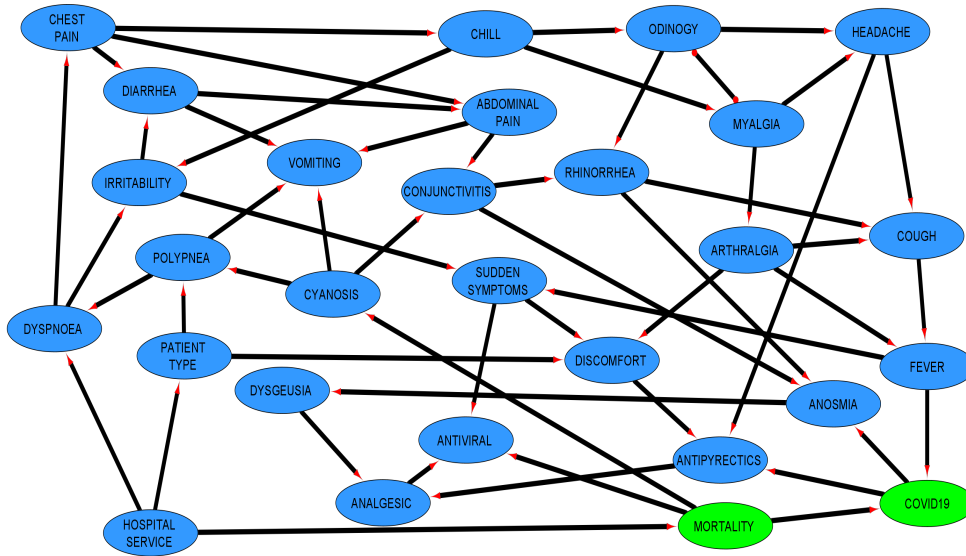 CHEST
PAIN
CHILL
ODINOGY
HEADACHE
DIARRHEA
ABDOMINAL
PAIN
MYALGIA
VOMITING
IRRITABILITY
CONJUNCTIVITIS
RHINORRHEA
COUGH
POLYPNEA
ARTHRALGIA
SUDDEN
SYMPTOMS
CYANOSIS
DYSPNOEA
PATIENT
TYPE
DISCOMFORT
FEVER
DYSGEUSIA
ANOSMIA
ANTIVIRAL
ANTIPYRECTICS
ANALGESIC
COVID19
HOSPITAL
SERVICE
MORTALITY